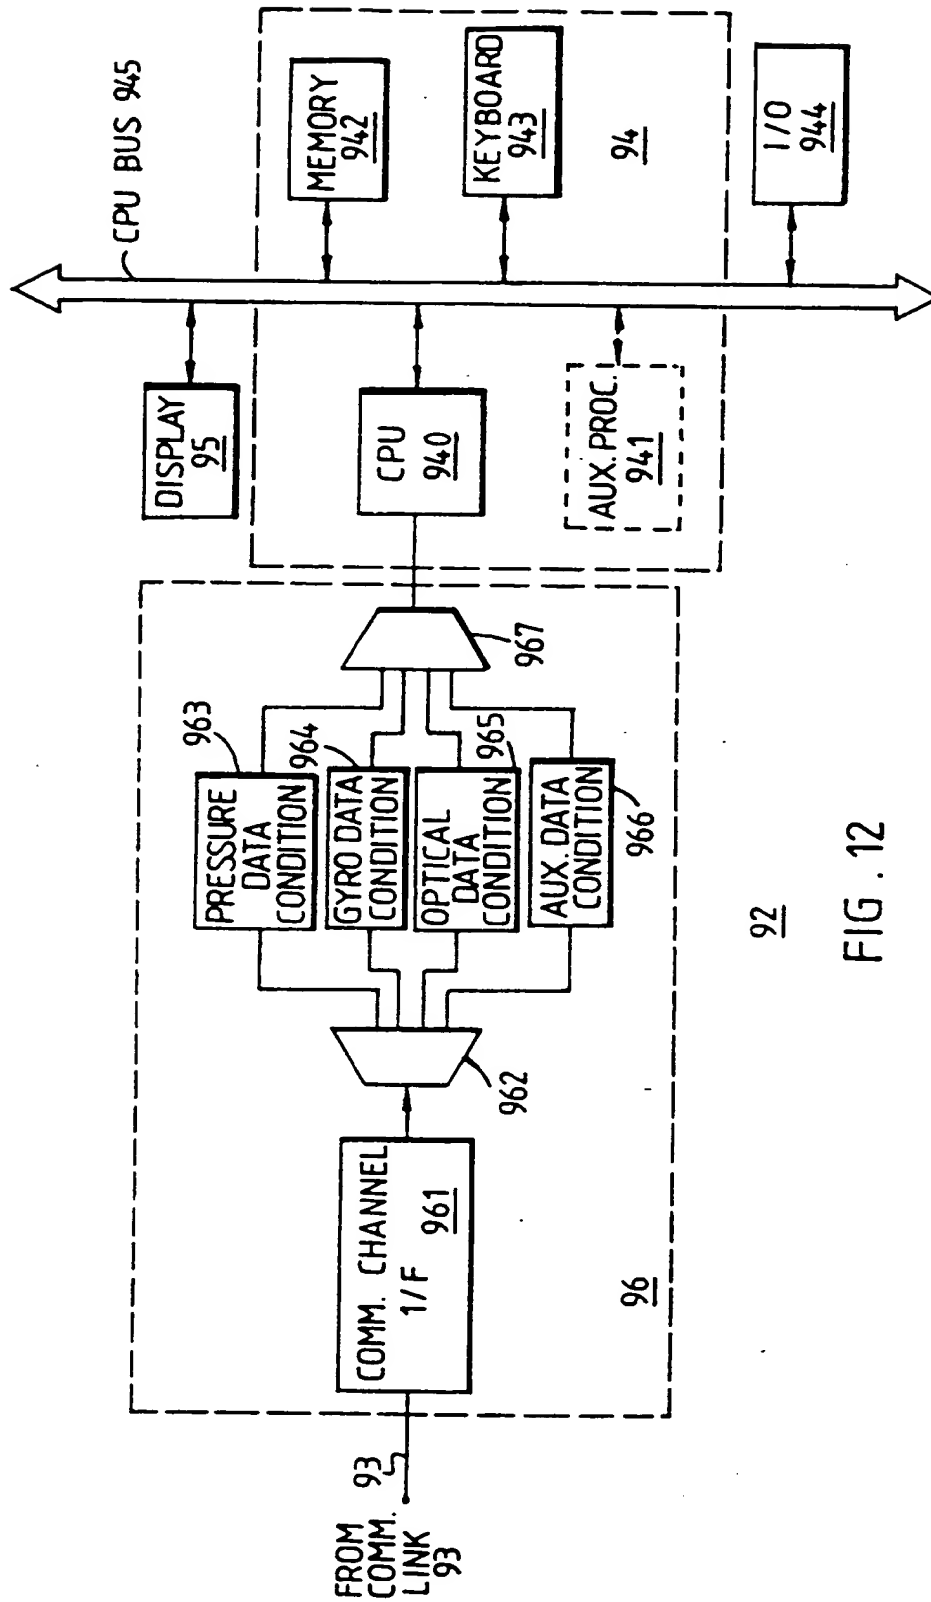 FROM
COMM.
LINK
93
93
COMM. CHANNEL
1/F
961
962
PRESSURE
DATA
CONDITION
963
GYRO DATA
CONDITION
964
OPTICAL
DATA
CONDITION
965
AUX. DATA
CONDITION
966
967
96
DISPLAY
95
CPU BUS 945
CPU
940
AUX. PROC.
941
MEMORY
942
KEYBOARD
943
94
I/O
944
92
FIG. 12